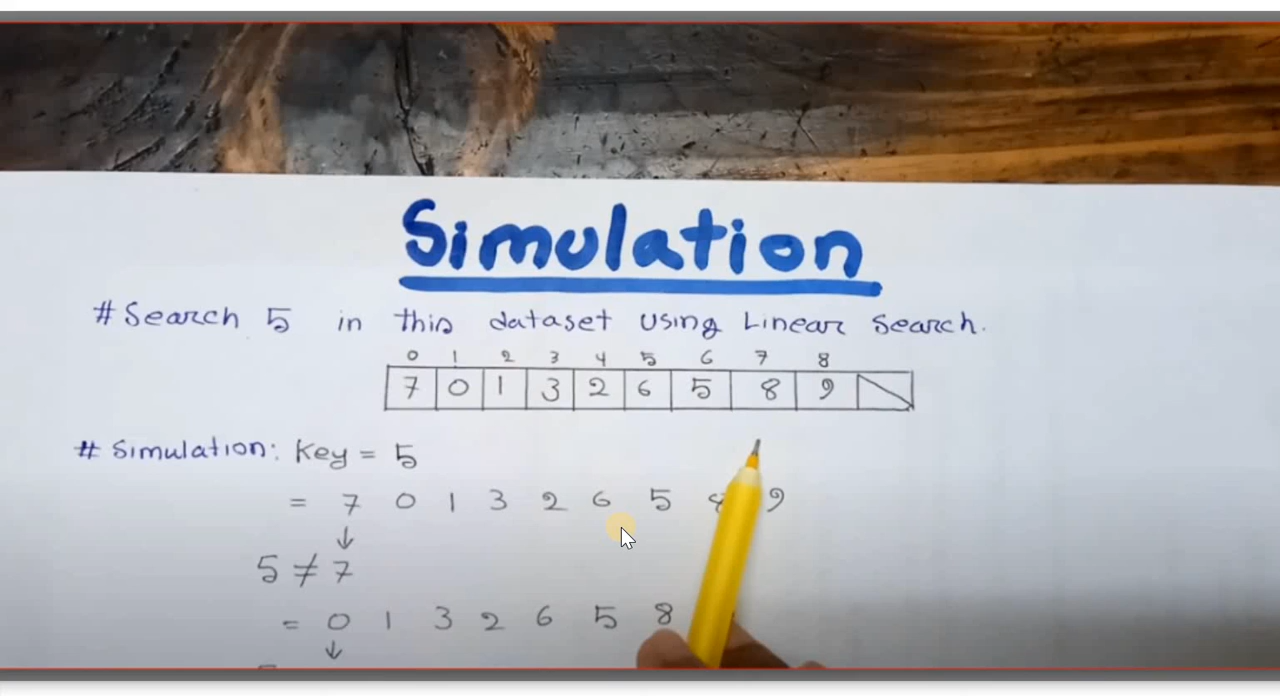 Simulation
# Search 5 in this dataset using Linear Search.
0 1 2 3 4 5 6 7 8
7 0 1 3 2 6 5 8 9
# Simulation: Key = 5
= 7 0 1 3 2 6 5 8 9
↓
5 ≠ 7
= 0 1 3 2 6 5 8
↓